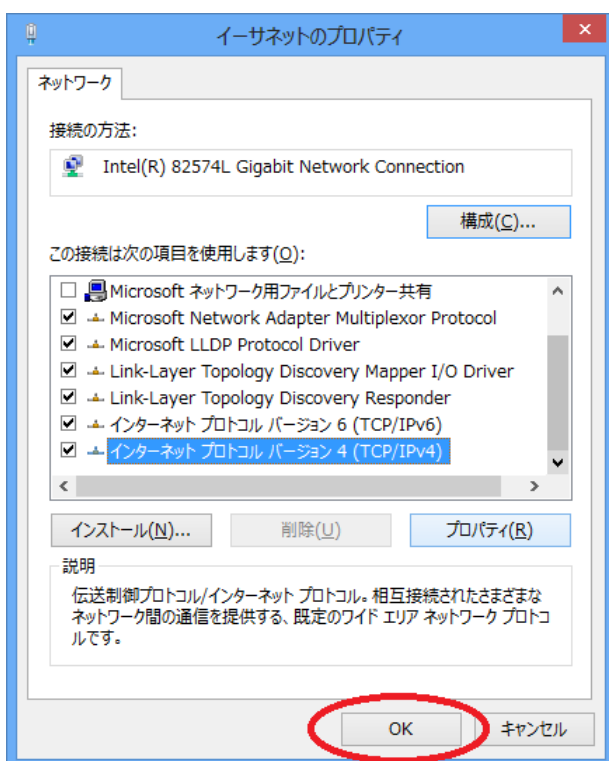 イーサネットのプロパティ
ネットワーク
接続の方法:
Intel(R) 82574L Gigabit Network Connection
構成(C)...
この接続は次の項目を使用します(O):
Microsoft ネットワーク用ファイルとプリンター共有
Microsoft Network Adapter Multiplexor Protocol
Microsoft LLDP Protocol Driver
Link-Layer Topology Discovery Mapper I/O Driver
Link-Layer Topology Discovery Responder
インターネット プロトコル バージョン 6 (TCP/IPv6)
インターネット プロトコル バージョン 4 (TCP/IPv4)
インストール(N)...
削除(U)
プロパティ(R)
説明
伝送制御プロトコル/インターネット プロトコル。相互接続されたさまざまな
ネットワーク間の通信を提供する、既定のワイド エリア ネットワーク プロトコ
ルです。
OK
キャンセル